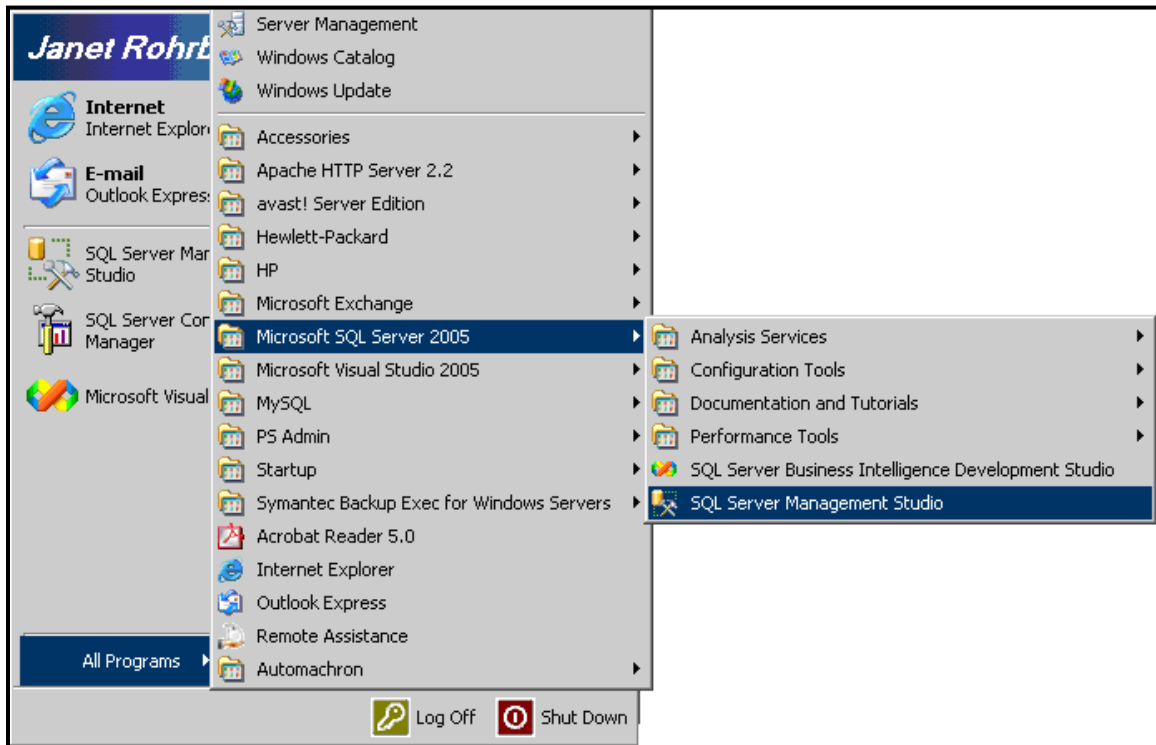 Janet Rohrb
Internet
Internet Explor
E-mail
Outlook Expres
SQL Server Man
Studio
SQL Server Con
Manager
Microsoft Visual
All Programs
Server Management
Windows Catalog
Windows Update
Accessories
Apache HTTP Server 2.2
avast! Server Edition
Hewlett-Packard
HP
Microsoft Exchange
Microsoft SQL Server 2005
Microsoft Visual Studio 2005
MySQL
PS Admin
Startup
Symantec Backup Exec for Windows Servers
Acrobat Reader 5.0
Internet Explorer
Outlook Express
Remote Assistance
Automachron
Analysis Services
Configuration Tools
Documentation and Tutorials
Performance Tools
SQL Server Business Intelligence Development Studio
SQL Server Management Studio
Log Off
Shut Down